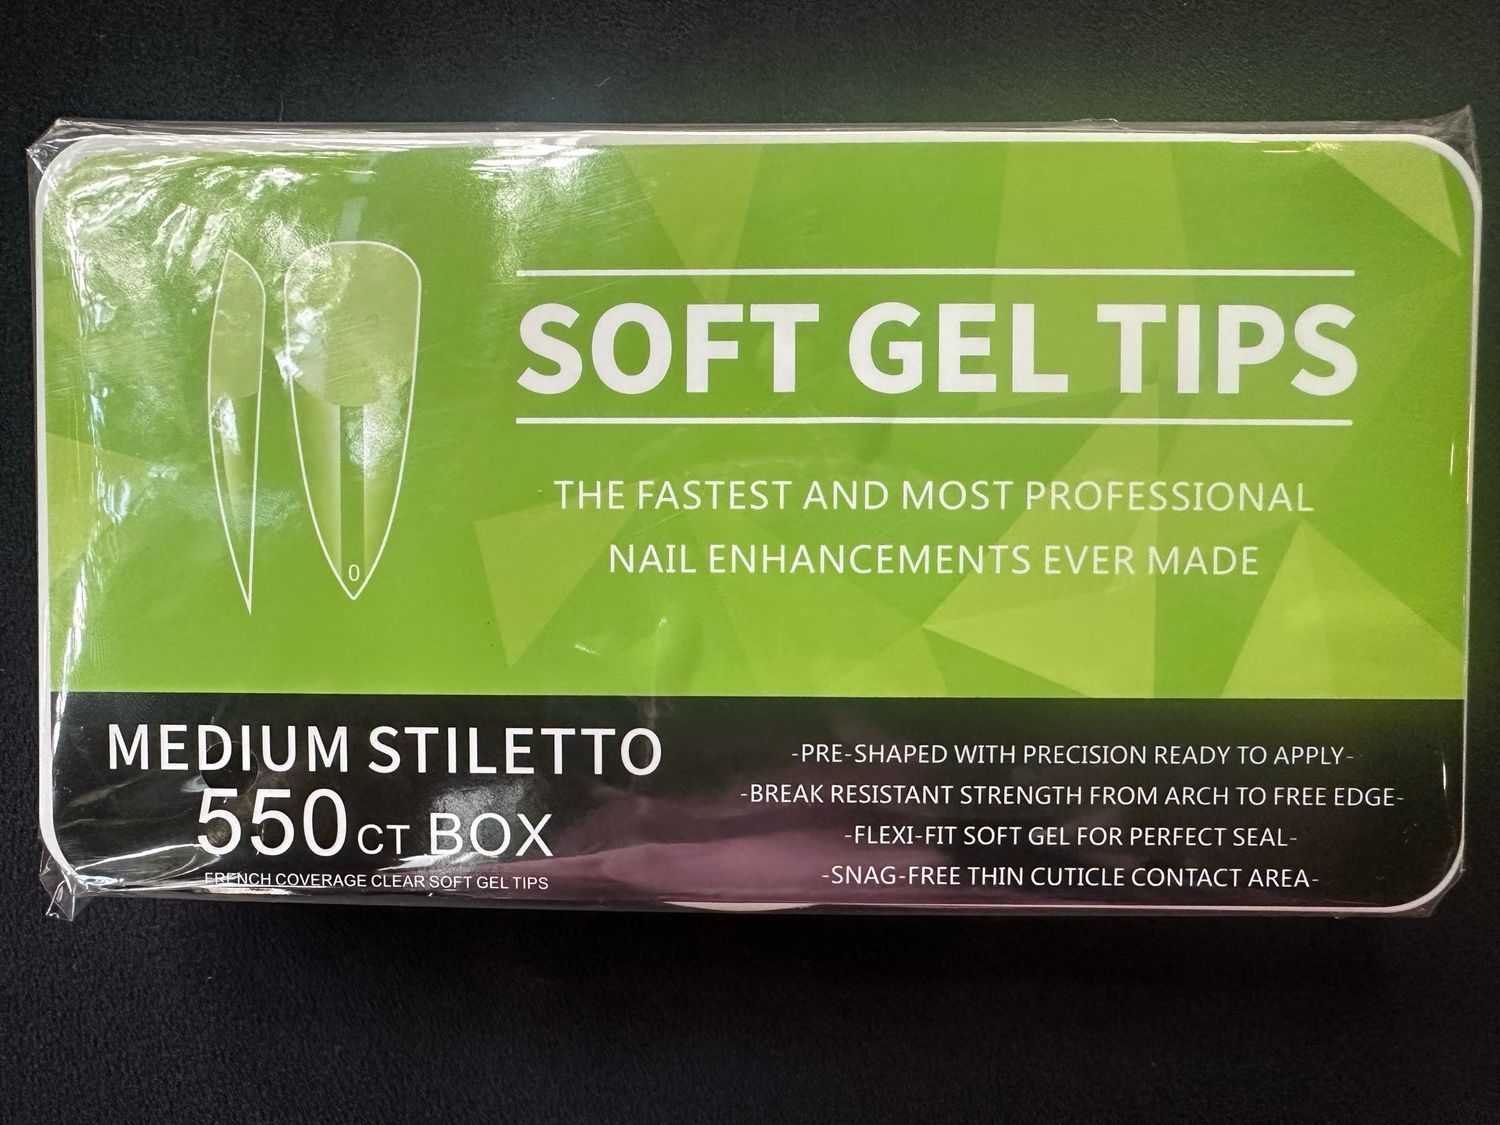 SOFT GEL TIPS
THE FASTEST AND MOST PROFESSIONAL
NAIL ENHANCEMENTS EVER MADE
0
MEDIUM STILETTO
550 CT BOX
FRENCH COVERAGE CLEAR SOFT GEL TIPS
-PRE-SHAPED WITH PRECISION READY TO APPLY-
-BREAK RESISTANT STRENGTH FROM ARCH TO FREE EDGE-
-FLEXI-FIT SOFT GEL FOR PERFECT SEAL-
-SNAG-FREE THIN CUTICLE CONTACT AREA-